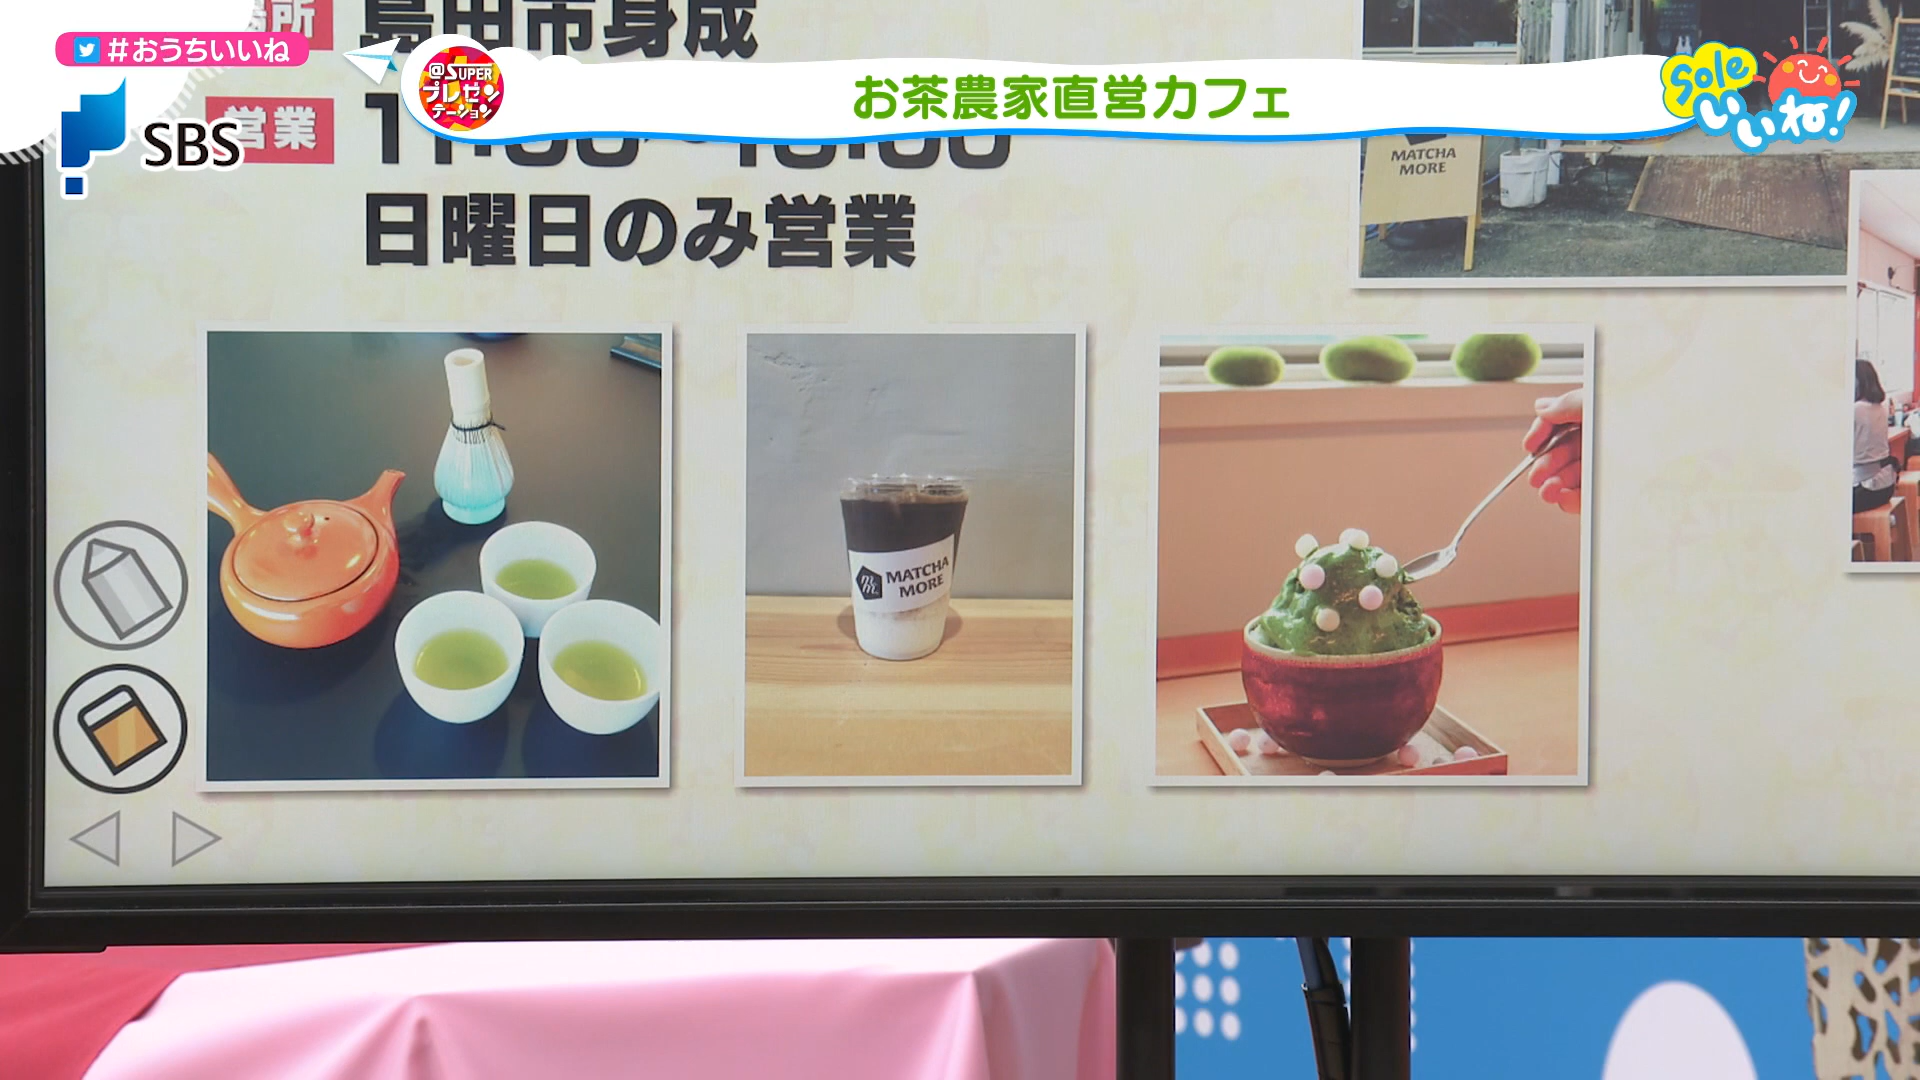 #おうちいいね
@SUPER
プレゼン
テーション
お茶農家直営カフェ
Sole
いいね!
SBS
島田市身成
営業
日曜日のみ営業
MATCHA
MORE
MATCHA
MORE